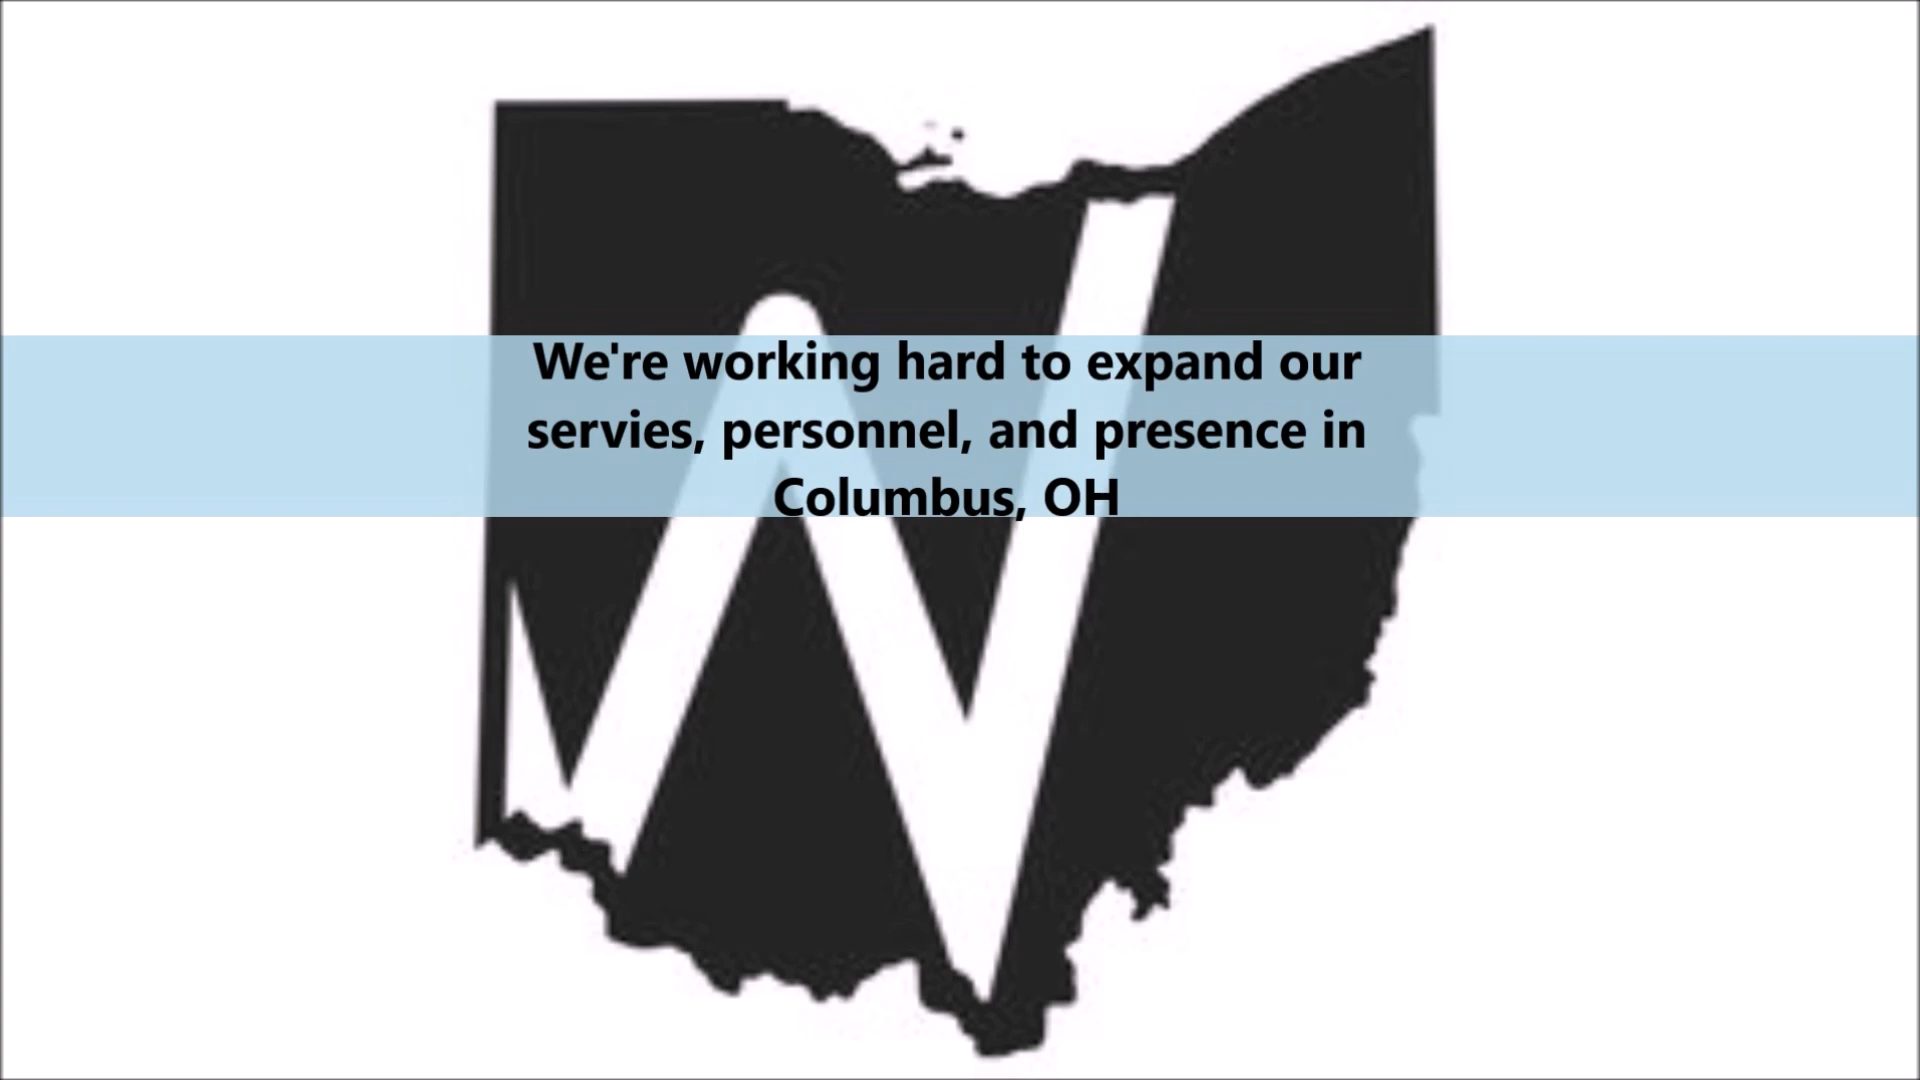 We're working hard to expand our
servies, personnel, and presence in
Columbus, OH